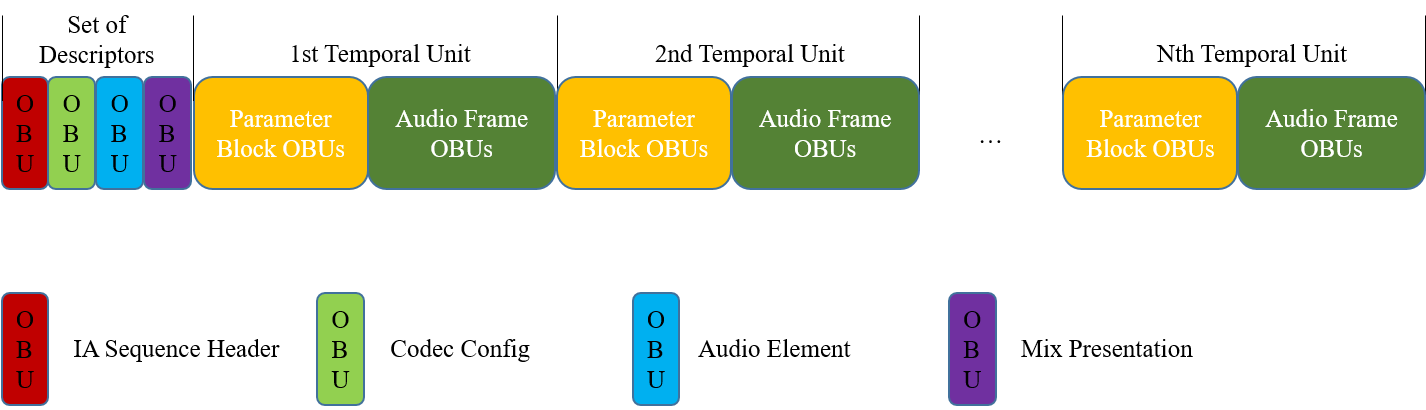 Set of
Descriptors
1st Temporal Unit
2nd Temporal Unit
Nth Temporal Unit
O
B
U
O
B
U
O
B
U
O
B
U
Parameter
Block OBUs
Audio Frame
OBUs
Parameter
Block OBUs
Audio Frame
OBUs
…
Parameter
Block OBUs
Audio Frame
OBUs
O
B
U
IA Sequence Header
O
B
U
Codec Config
O
B
U
Audio Element
O
B
U
Mix Presentation